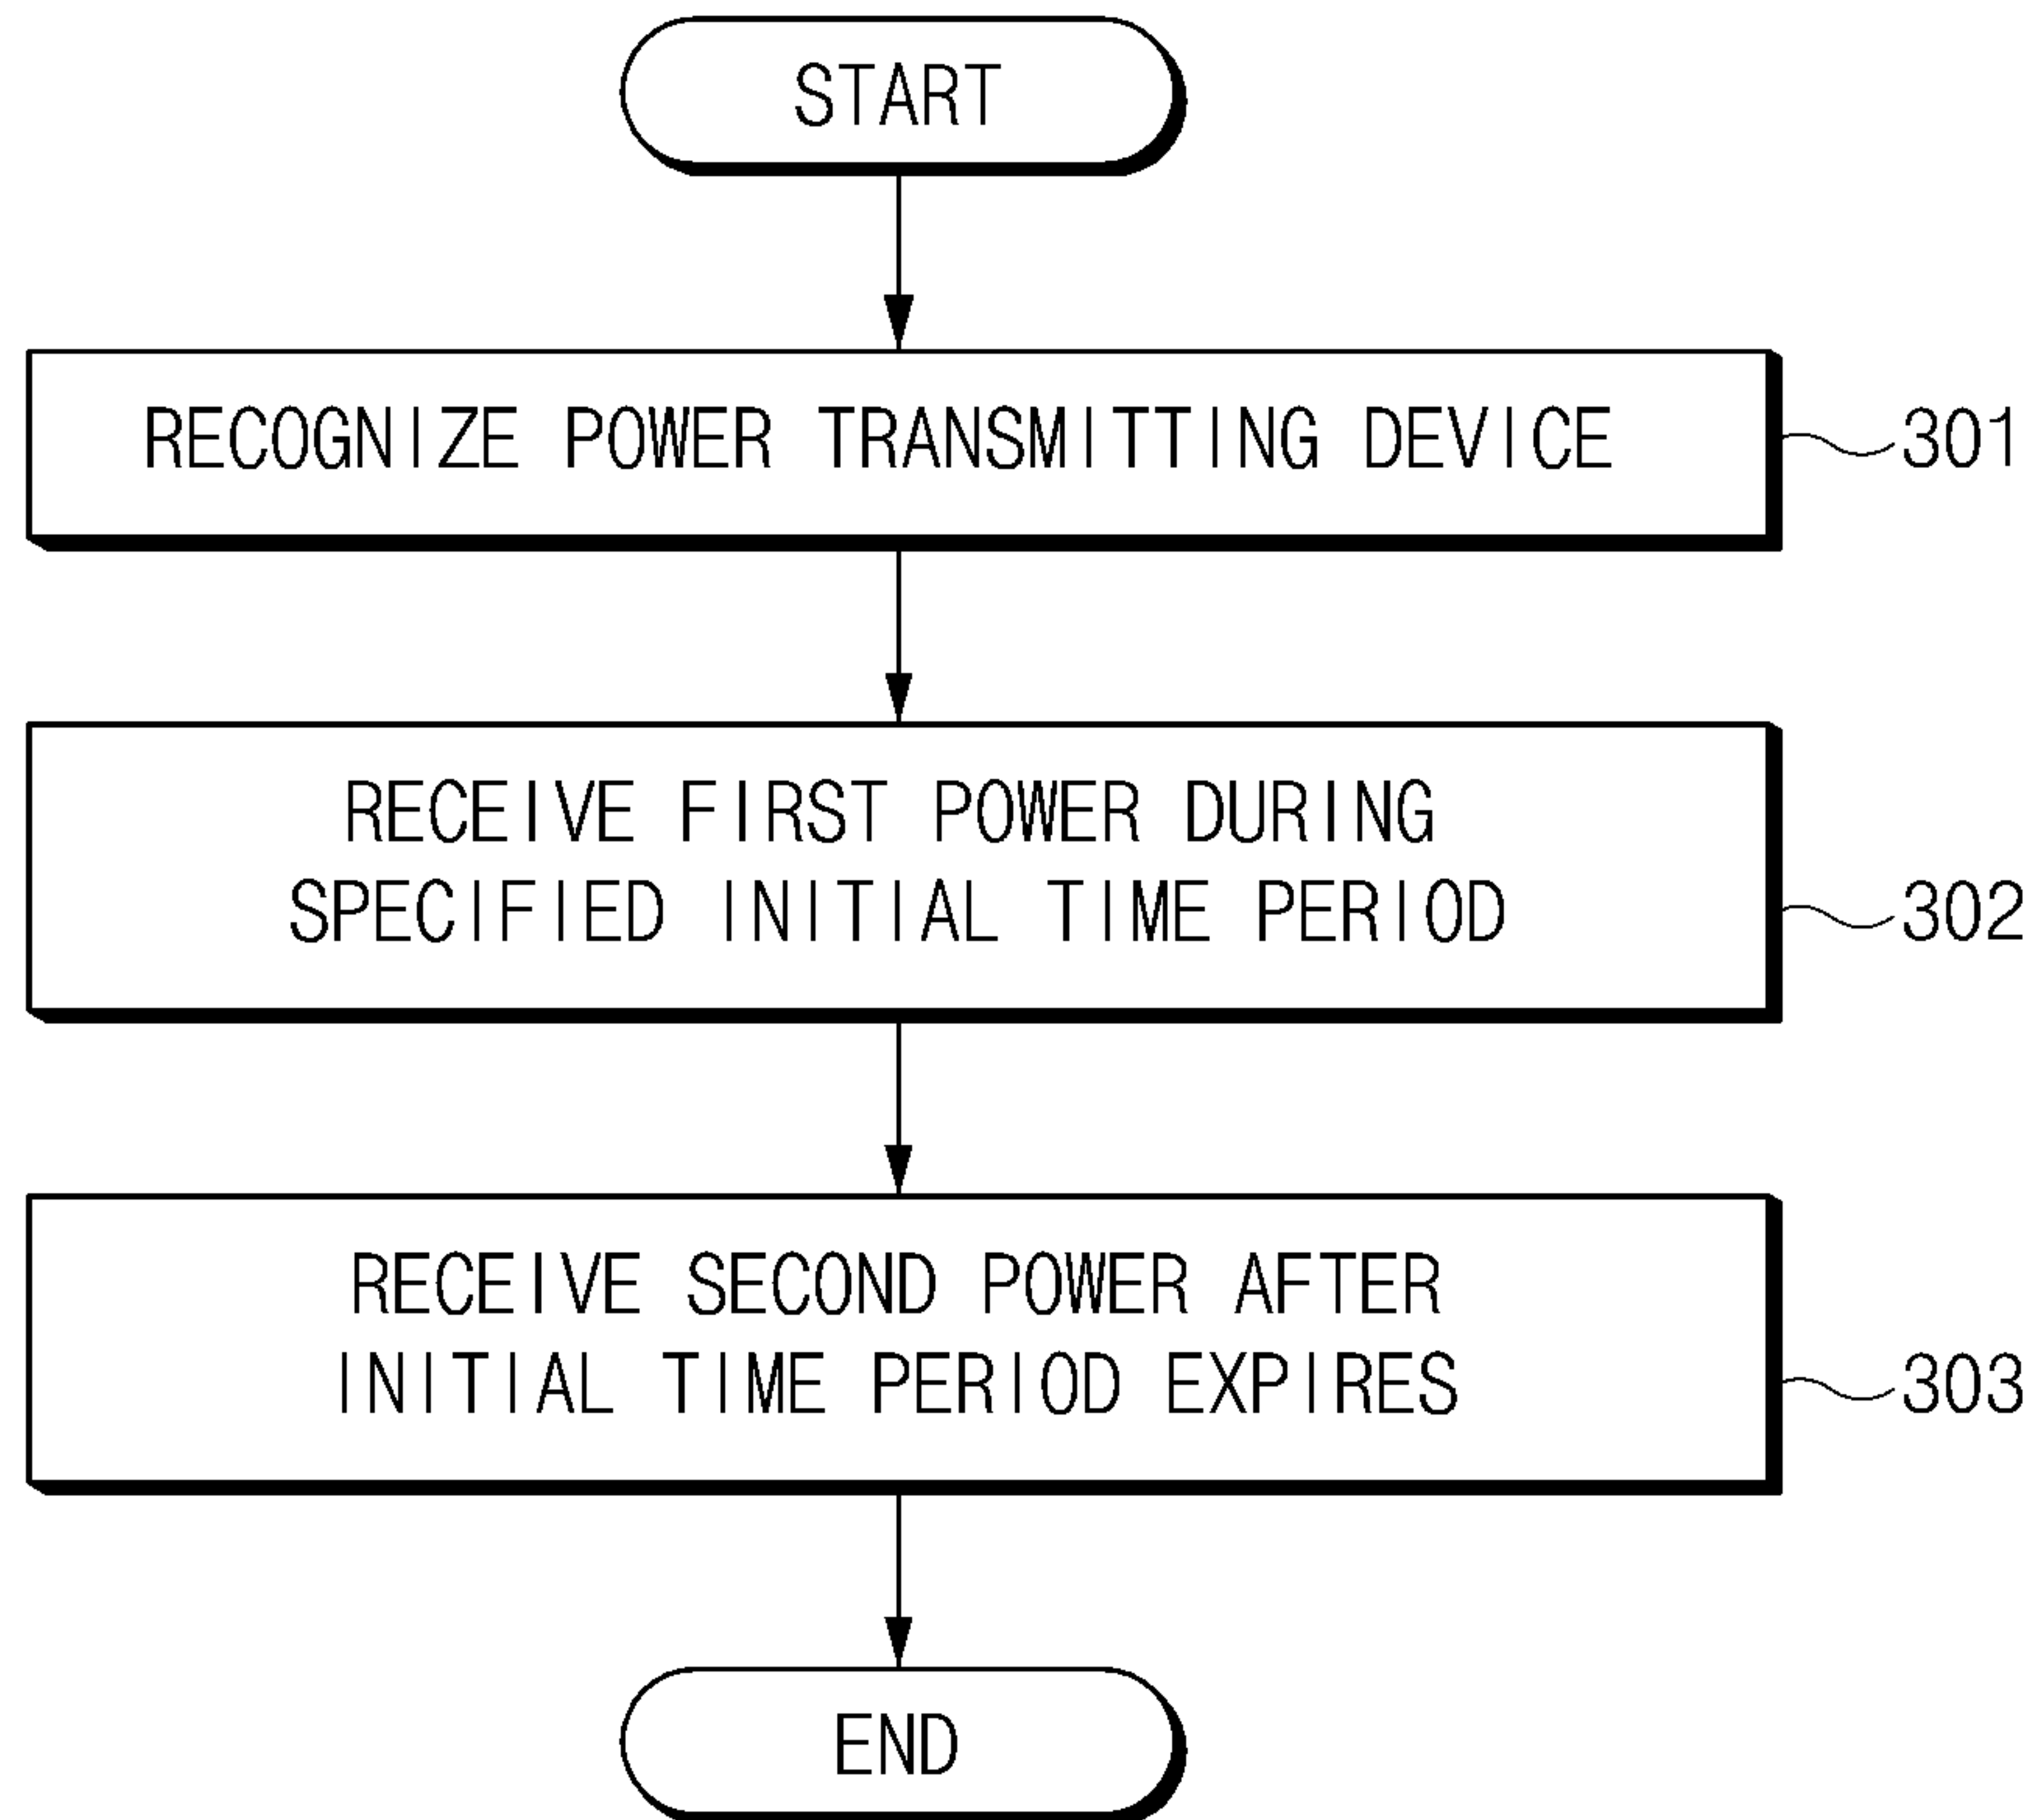 START
RECOGNIZE POWER TRANSMITTING DEVICE
301
RECEIVE FIRST POWER DURING
SPECIFIED INITIAL TIME PERIOD
302
RECEIVE SECOND POWER AFTER
INITIAL TIME PERIOD EXPIRES
303
END